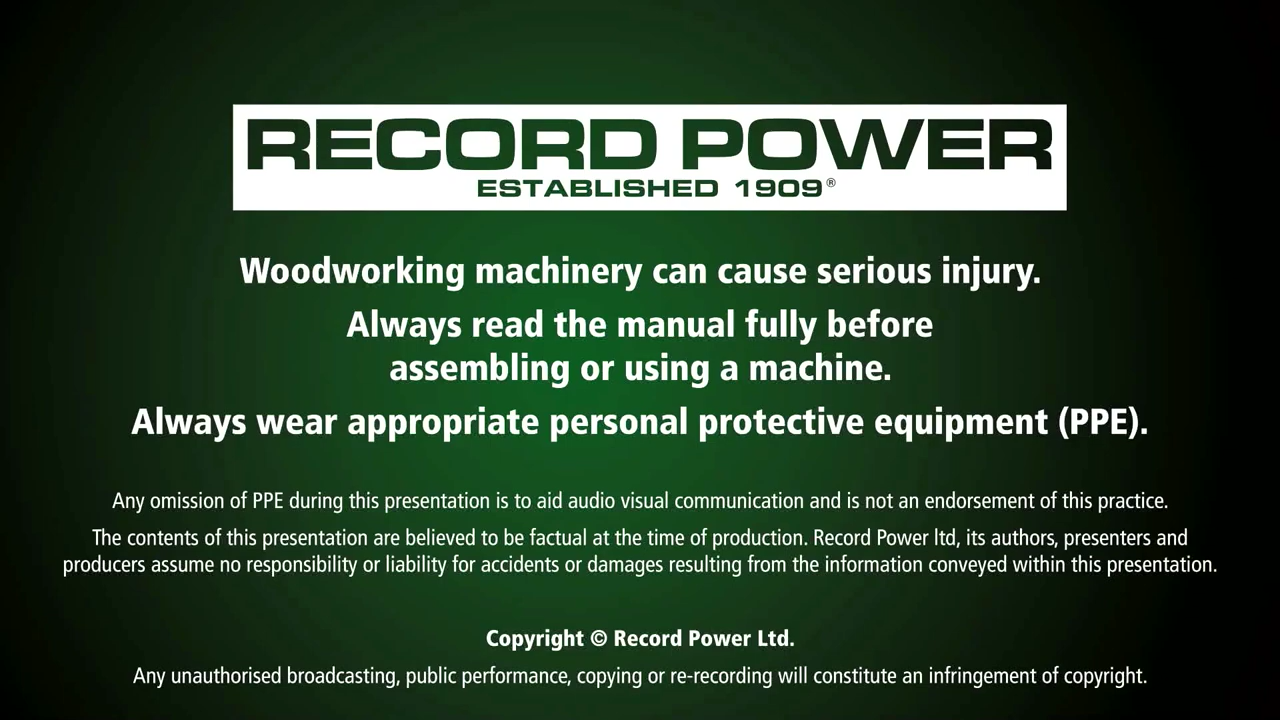 RECORD POWER
ESTABLISHED 1909®
Woodworking machinery can cause serious injury.
Always read the manual fully before
assembling or using a machine.
Always wear appropriate personal protective equipment (PPE).
Any omission of PPE during this presentation is to aid audio visual communication and is not an endorsement of this practice.
The contents of this presentation are believed to be factual at the time of production. Record Power ltd, its authors, presenters and
producers assume no responsibility or liability for accidents or damages resulting from the information conveyed within this presentation.
Copyright © Record Power Ltd.
Any unauthorised broadcasting, public performance, copying or re-recording will constitute an infringement of copyright.